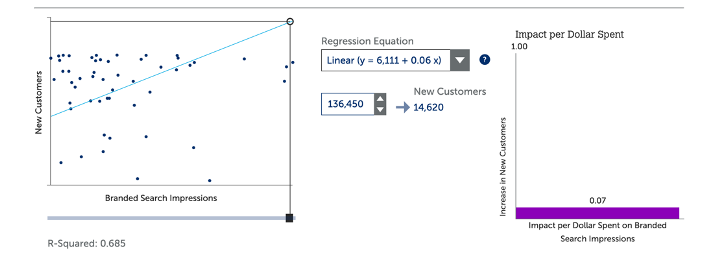 New Customers
Branded Search Impressions
R-Squared: 0.685
Regression Equation
Linear (y = 6,111 + 0.06 x)
?
136,450
New Customers
14,620
Impact per Dollar Spent
1.00
Increase in New Customers
0.07
Impact per Dollar Spent on Branded
Search Impressions